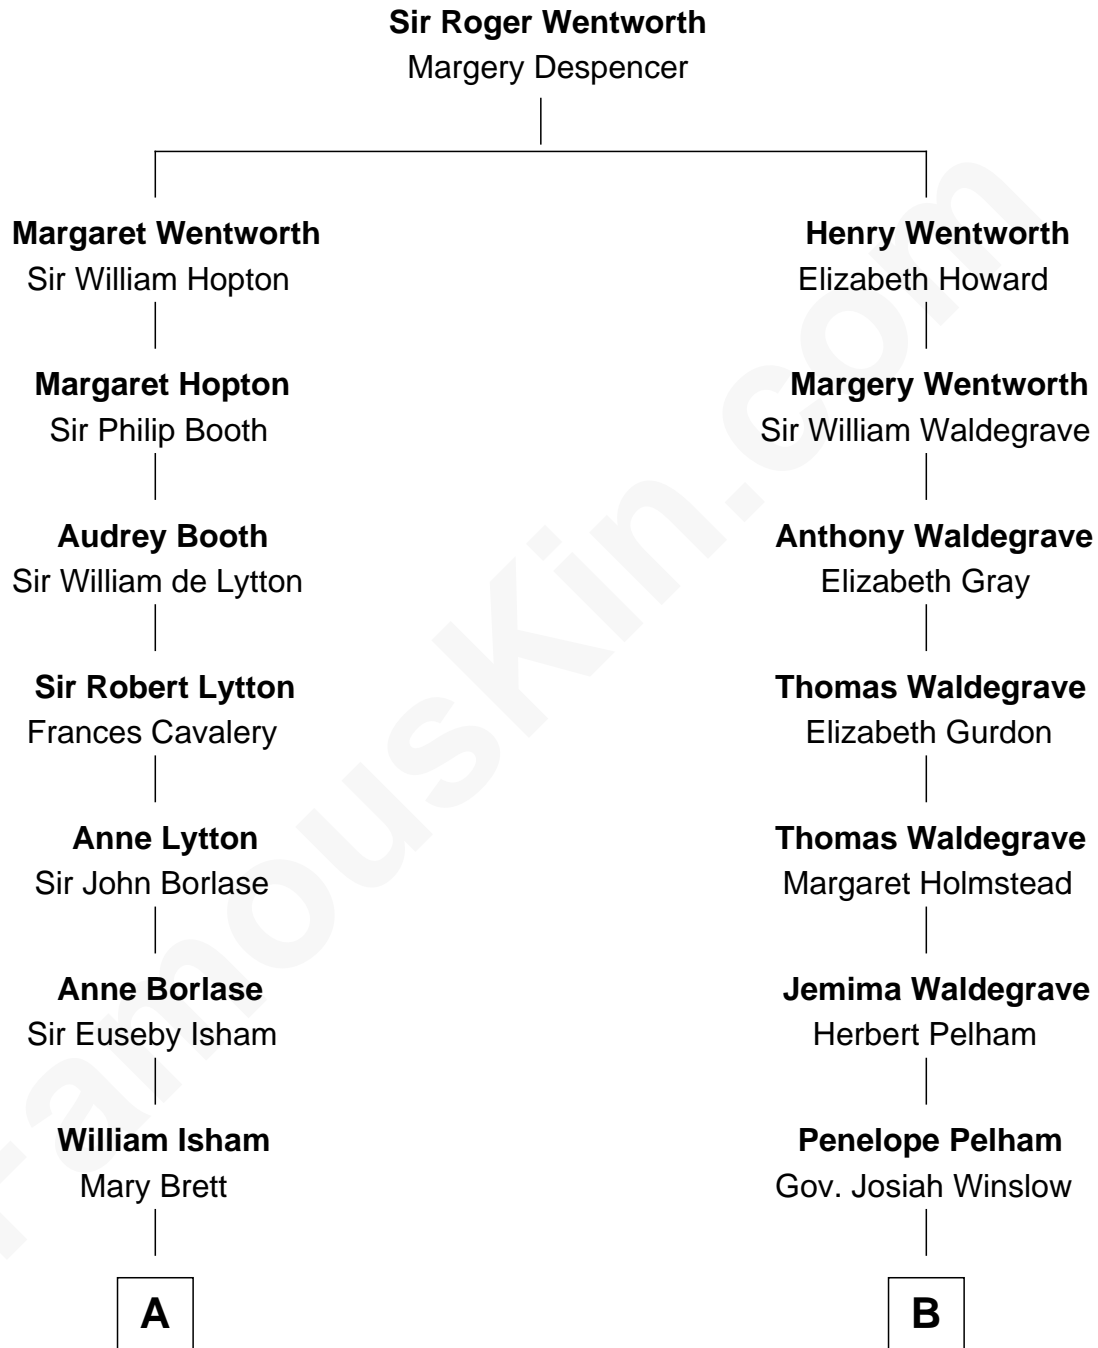 Sir Roger Wentworth
Margery Despencer
Margaret Wentworth
Sir William Hopton
Henry Wentworth
Elizabeth Howard
Margaret Hopton
Sir Philip Booth
Margery Wentworth
Sir William Waldegrave
Audrey Booth
Sir William de Lytton
Anthony Waldegrave
Elizabeth Gray
Sir Robert Lytton
Frances Cavalery
Thomas Waldegrave
Elizabeth Gurdon
Anne Lytton
Sir John Borlase
Thomas Waldegrave
Margaret Holmstead
Anne Borlase
Sir Euseby Isham
Jemima Waldegrave
Herbert Pelham
William Isham
Mary Brett
Penelope Pelham
Gov. Josiah Winslow
A
B
FamousKin.com